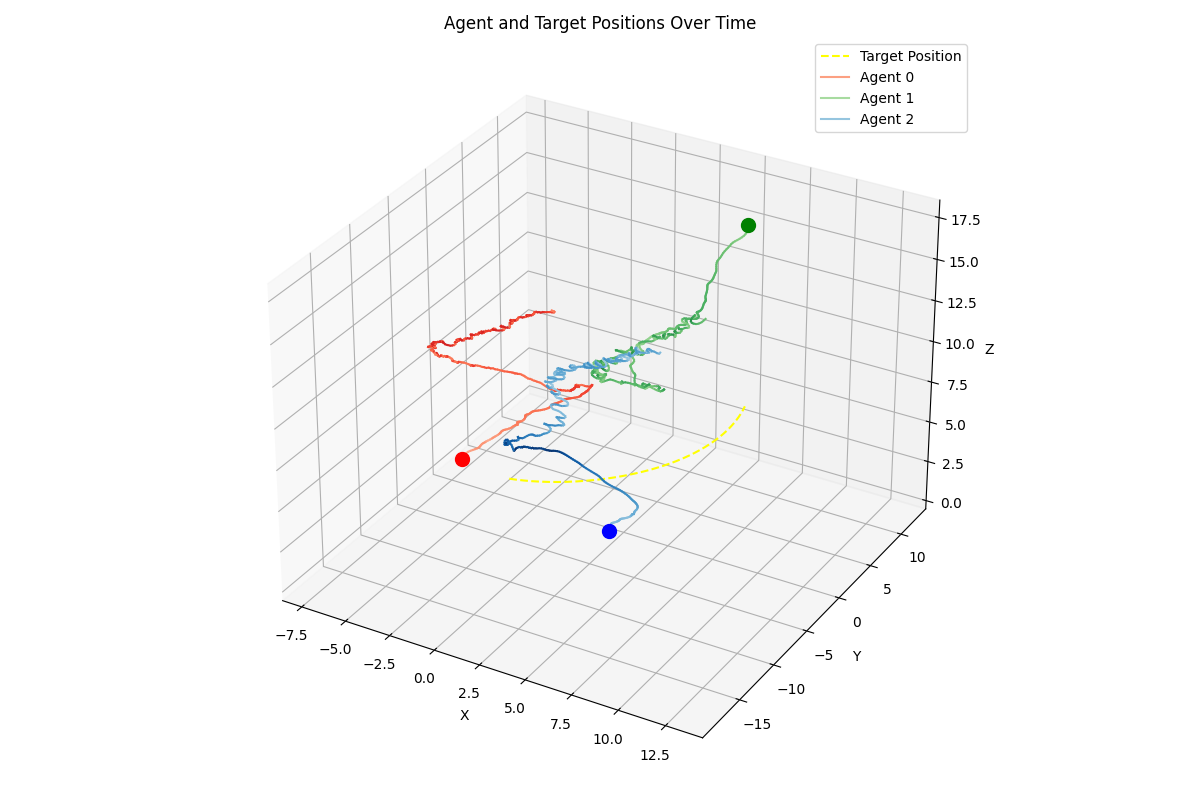 Agent and Target Positions Over Time
Target Position
Agent 0
Agent 1
Agent 2
17.5
15.0
12.5
10.0
Z
7.5
5.0
2.5
0.0
10
5
0
−5
Y
−10
−15
−7.5
−5.0
−2.5
0.0
2.5
5.0
X
7.5
10.0
12.5